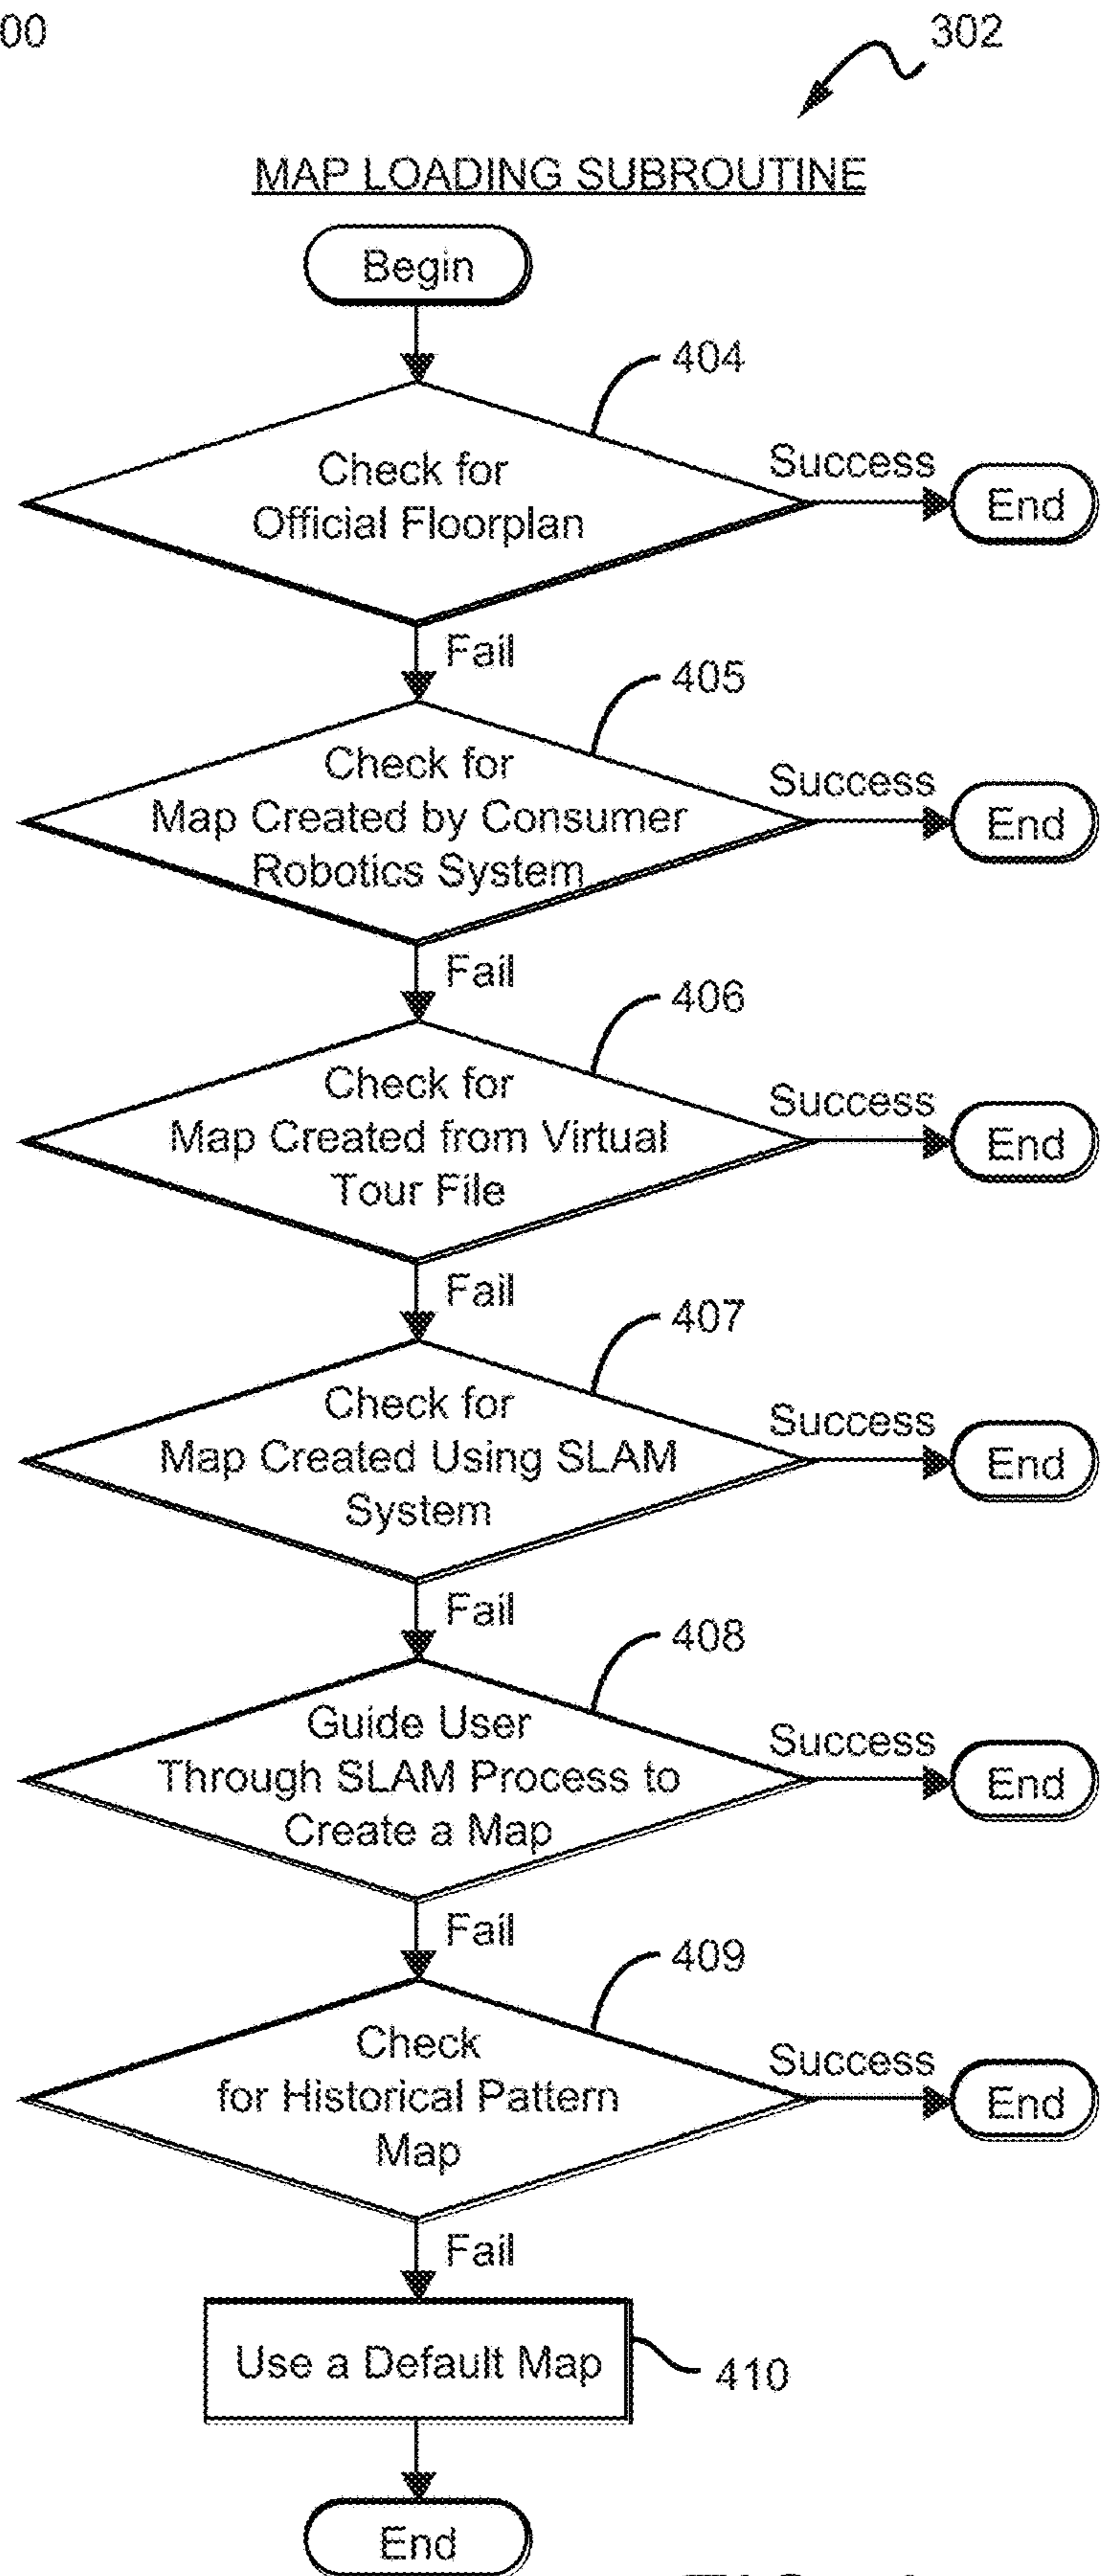 00
302
MAP LOADING SUBROUTINE
Begin
404
Check for
Official Floorplan
Success
End
Fail
405
Check for
Map Created by Consumer
Robotics System
Success
End
Fail
406
Check for
Map Created from Virtual
Tour File
Success
End
Fail
407
Check for
Map Created Using SLAM
System
Success
End
Fail
408
Guide User
Through SLAM Process to
Create a Map
Success
End
Fail
409
Check
for Historical Pattern
Map
Success
End
Fail
Use a Default Map
410
End